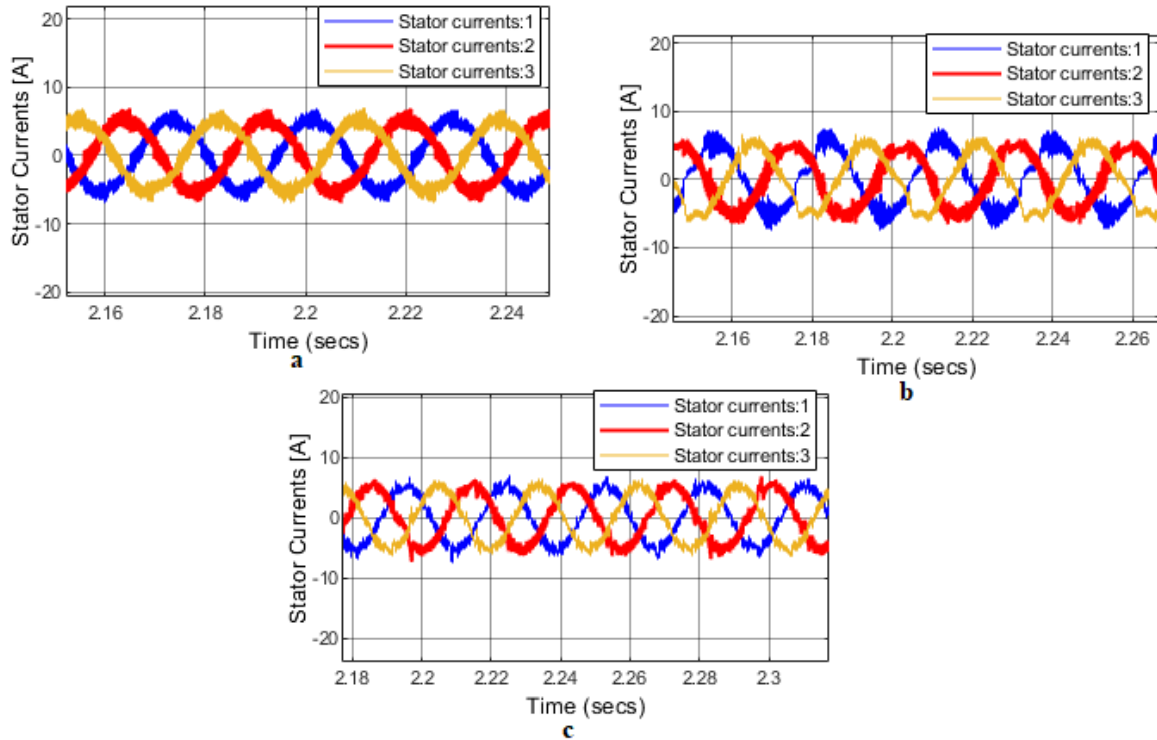 Stator Currents [A]
20
10
0
-10
-20
Stator currents:1
Stator currents:2
Stator currents:3
2.16
2.18
2.2
2.22
2.24
Time (secs)
a
Stator Currents [A]
20
10
0
-10
-20
Stator currents:1
Stator currents:2
Stator currents:3
2.16
2.18
2.2
2.22
2.24
2.26
Time (secs)
b
Stator Currents [A]
20
10
0
-10
-20
Stator currents:1
Stator currents:2
Stator currents:3
2.18
2.2
2.22
2.24
2.26
2.28
2.3
Time (secs)
c